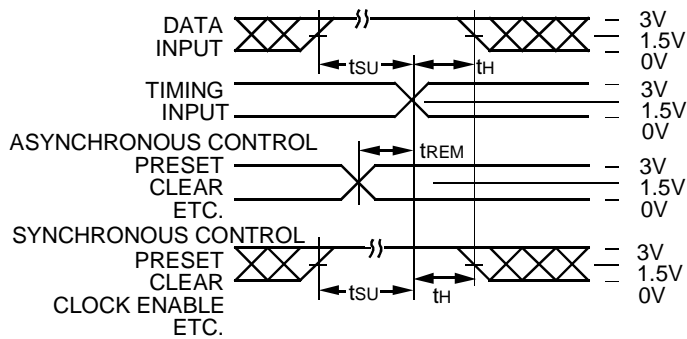 DATA
INPUT
tSU
tH
3V
1.5V
0V
TIMING
INPUT
3V
1.5V
0V
ASYNCHRONOUS CONTROL
PRESET
CLEAR
ETC.
tREM
3V
1.5V
0V
SYNCHRONOUS CONTROL
PRESET
CLEAR
CLOCK ENABLE
ETC.
tSU
tH
3V
1.5V
0V